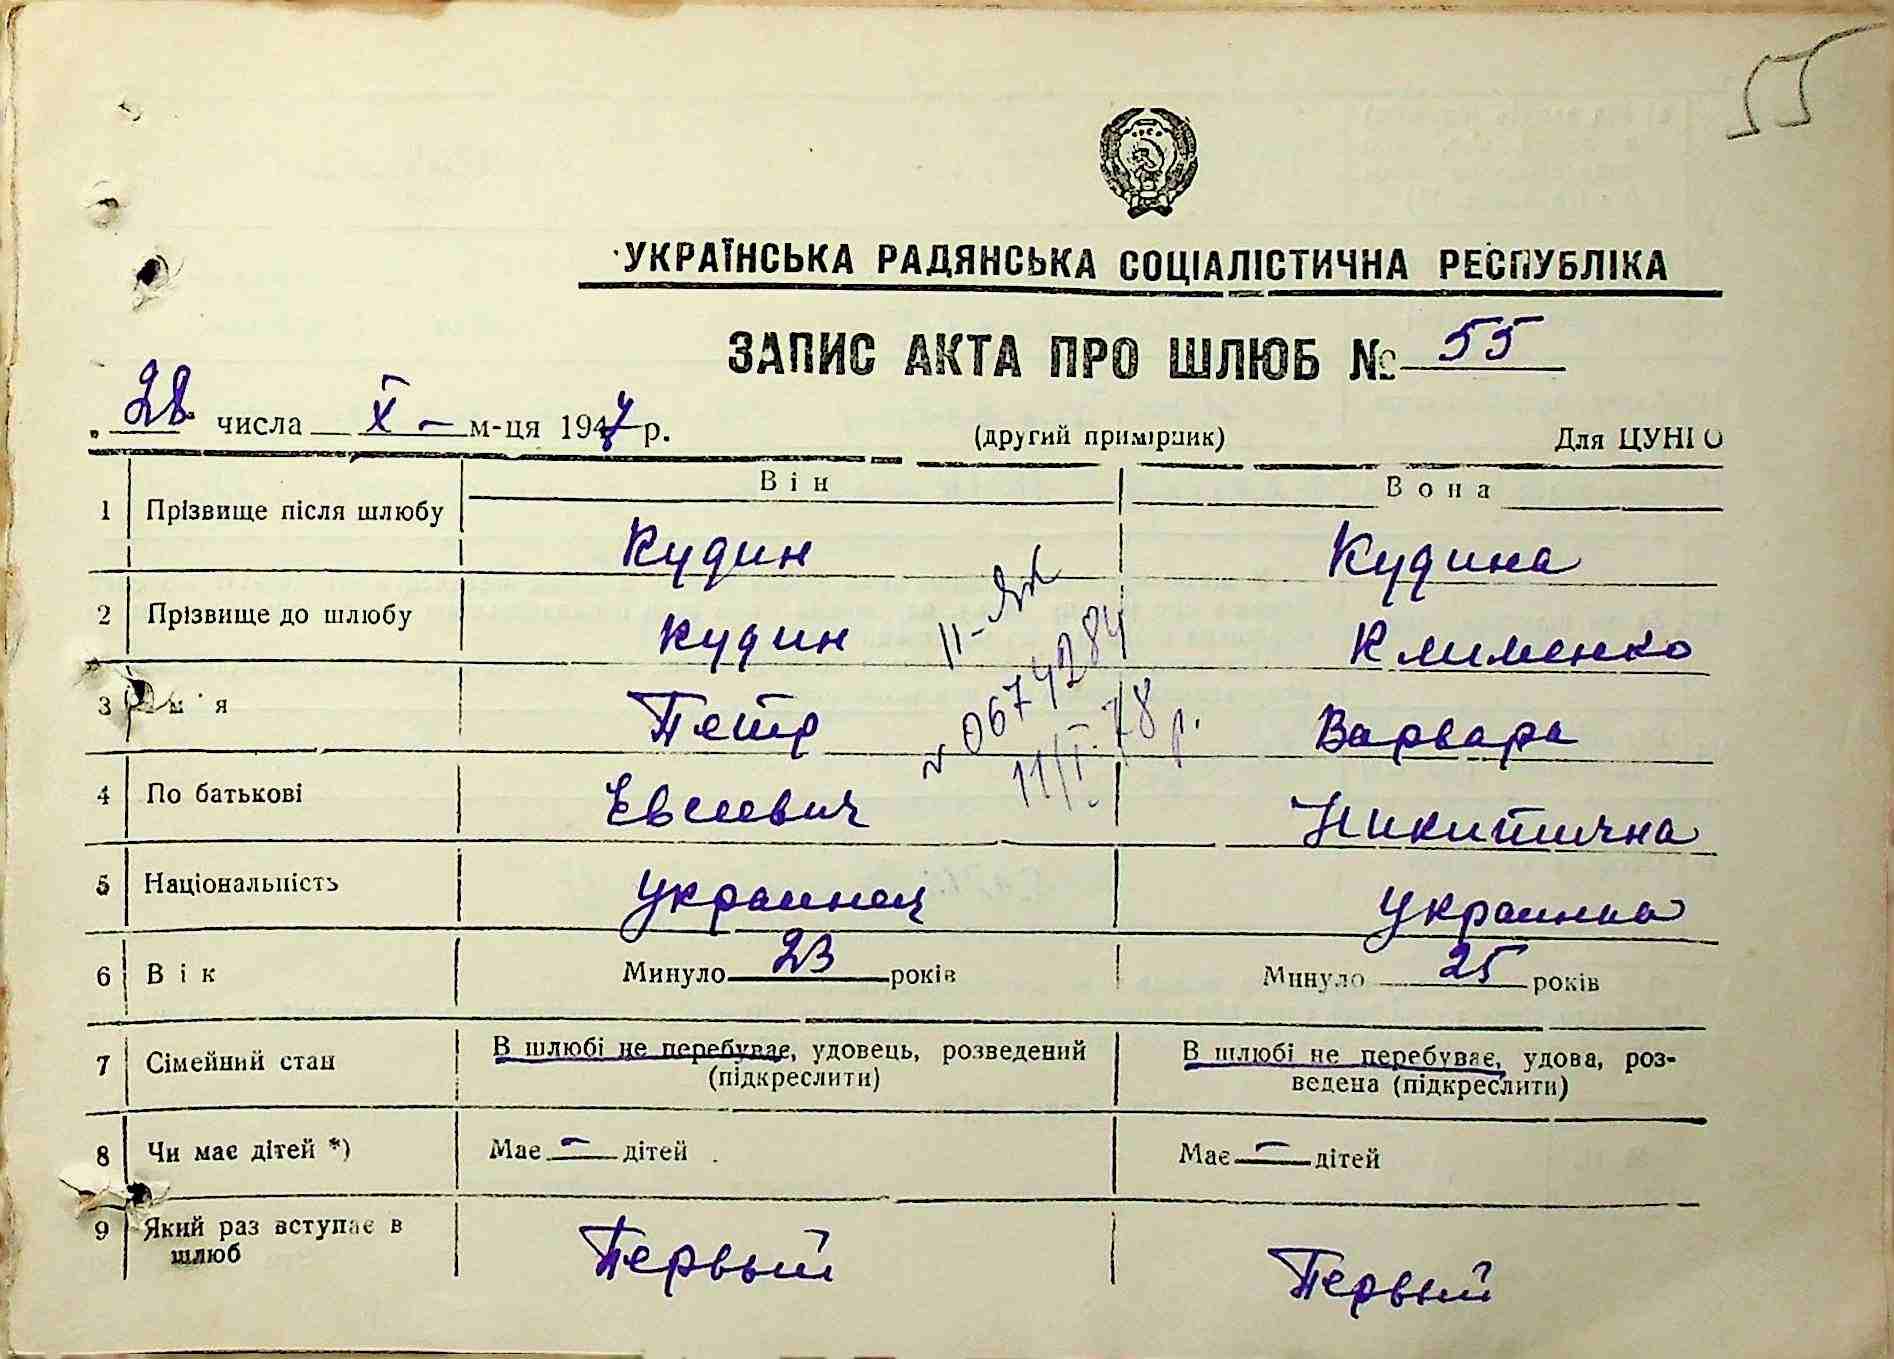 55
УКРАЇНСЬКА РАДЯНСЬКА СОЦІАЛІСТИЧНА РЕСПУБЛІКА
ЗАПИС АКТА ПРО ШЛЮБ № 55
28 числа X – м-ця 1947 р. (другий примірник) Для ЦУНГО
Він Вона
1 Прізвище після шлюбу Кудин Кудина
2 Прізвище до шлюбу Кудин Клименко
3 Ім'я Петр Варвара
4 По батькові Евсеевич Никитична
5 Національність Украинец Украинка
6 Вік Минуло 23 років Минуло 25 років
7 Сімейний стан В шлюбі не перебуває, удовець, розведений В шлюбі не перебуває, удова, роз-
(підкреслити) ведена (підкреслити)
8 Чи має дітей *) Має – дітей Має – дітей
9 Який раз вступає в Первый Первый
шлюб
№ 0674284
11/I.78 р.